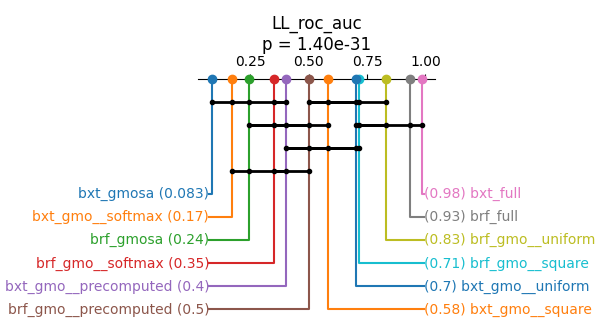 LL_roc_auc
p = 1.40e-31
0.25 0.50 0.75 1.00
bxt_gmosa (0.083)
(0.98) bxt_full
bxt_gmo__softmax (0.17)
(0.93) brf_full
brf_gmosa (0.24)
(0.83) brf_gmo__uniform
brf_gmo__softmax (0.35)
(0.71) brf_gmo__square
bxt_gmo__precomputed (0.4)
(0.7) bxt_gmo__uniform
brf_gmo__precomputed (0.5)
(0.58) bxt_gmo__square